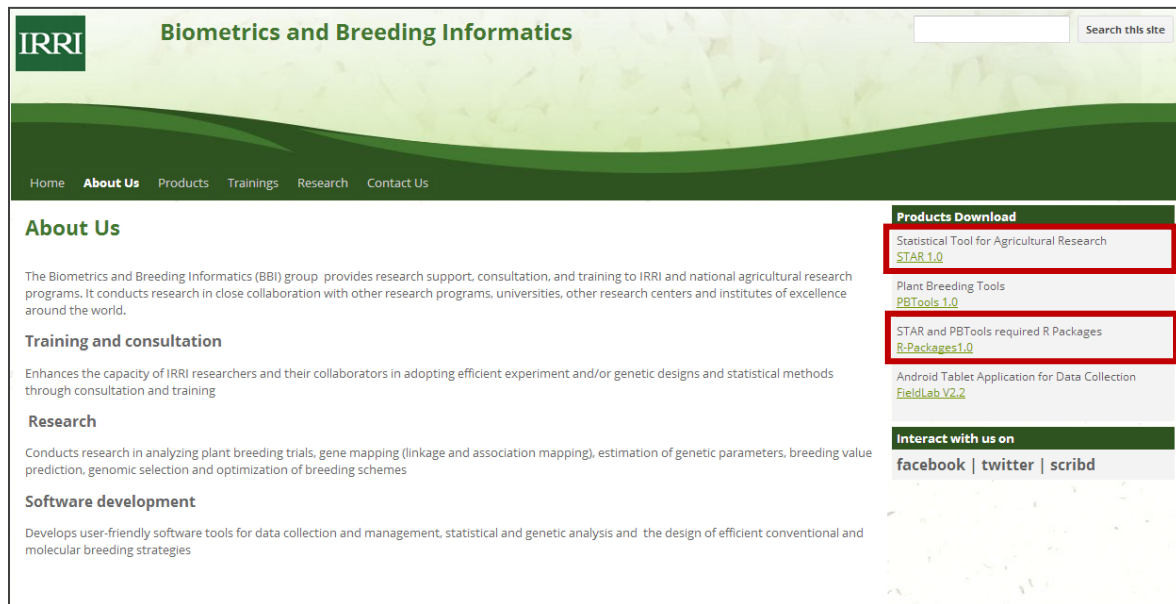 IRRI
Biometrics and Breeding Informatics
Search this site
Home About Us Products Trainings Research Contact Us
About Us
The Biometrics and Breeding Informatics (BBI) group provides research support, consultation, and training to IRRI and national agricultural research
programs. It conducts research in close collaboration with other research programs, universities, other research centers and institutes of excellence
around the world.
Training and consultation
Enhances the capacity of IRRI researchers and their collaborators in adopting efficient experiment and/or genetic designs and statistical methods
through consultation and training
Research
Conducts research in analyzing plant breeding trials, gene mapping (linkage and association mapping), estimation of genetic parameters, breeding value
prediction, genomic selection and optimization of breeding schemes
Software development
Develops user-friendly software tools for data collection and management, statistical and genetic analysis and the design of efficient conventional and
molecular breeding strategies
Products Download
Statistical Tool for Agricultural Research
STAR 1.0
Plant Breeding Tools
PBTools 1.0
STAR and PBTools required R Packages
R-Packages1.0
Android Tablet Application for Data Collection
FieldLab V2.2
Interact with us on
facebook | twitter | scribd